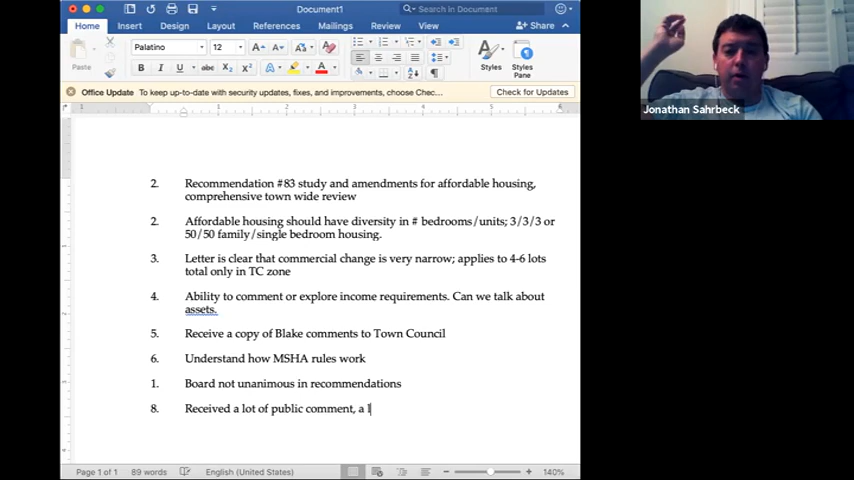 Document1
Search in Document
Home Insert Design Layout References Mailings Review View Share
Paste
Palatino 12
Styles
Styles Pane
Office Update To keep up-to-date with security updates, fixes, and improvements, choose Chec... Check for Updates
2. Recommendation #83 study and amendments for affordable housing,
comprehensive town wide review
2. Affordable housing should have diversity in # bedrooms/units; 3/3/3 or
50/50 family/single bedroom housing.
3. Letter is clear that commercial change is very narrow; applies to 4-6 lots
total only in TC zone
4. Ability to comment or explore income requirements. Can we talk about
assets.
5. Receive a copy of Blake comments to Town Council
6. Understand how MSHA rules work
1. Board not unanimous in recommendations
8. Received a lot of public comment, a l
Page 1 of 1 89 words English (United States) 140%
Jonathan Sahrbeck